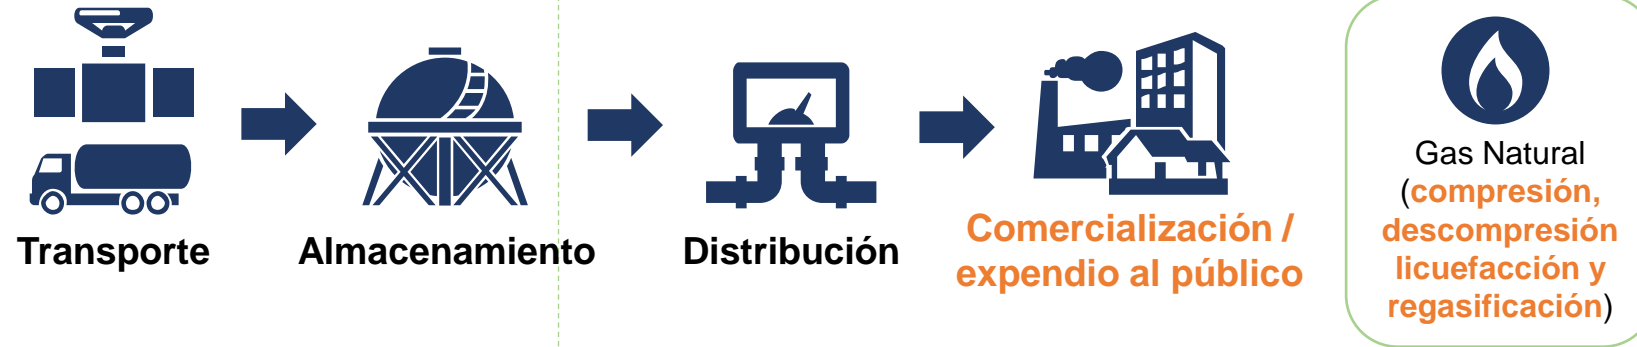 Transporte
Almacenamiento
Distribución
Comercialización /
expendio al público
Gas Natural
(compresión,
descompresión
licuefacción y
regasificación)